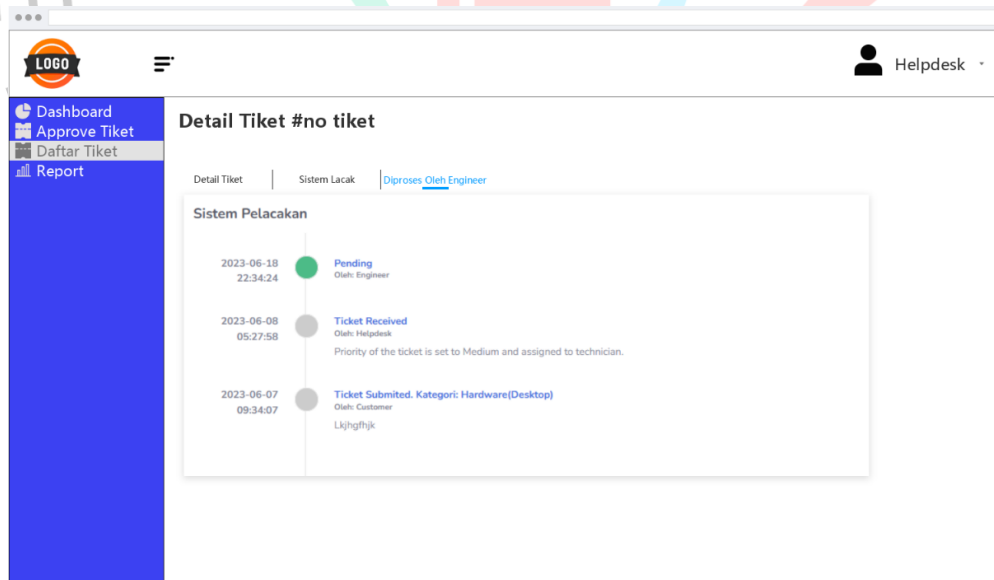 LOGO
Helpdesk
Dashboard
Approve Tiket
Daftar Tiket
Report
Detail Tiket #no tiket
Detail Tiket
Sistem Lacak
Diproses Oleh Engineer
Sistem Pelacakan
2023-06-18
22:34:24
Pending
Oleh: Engineer
2023-06-08
05:27:58
Ticket Received
Oleh: Helpdesk
Priority of the ticket is set to Medium and assigned to technician.
2023-06-07
09:34:07
Ticket Submited. Kategori: Hardware(Desktop)
Oleh: Customer
Lkjhgfhjk